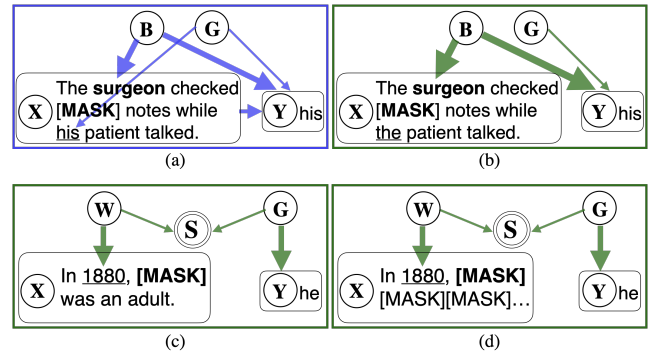 B G
X The surgeon checked
[MASK] notes while
his patient talked.
Y his
(a)
B G
X The surgeon checked
[MASK] notes while
the patient talked.
Y his
(b)
W S G
X In 1880, [MASK]
was an adult.
Y he
(c)
W S G
X In 1880, [MASK]
[MASK][MASK]...
Y he
(d)